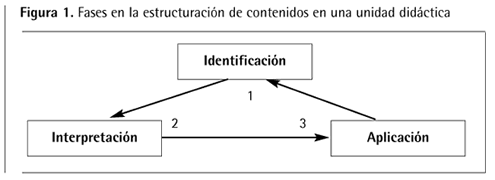 Figura 1. Fases en la estructuración de contenidos en una unidad didáctica
Identificación
1
Interpretación 2 3 Aplicación